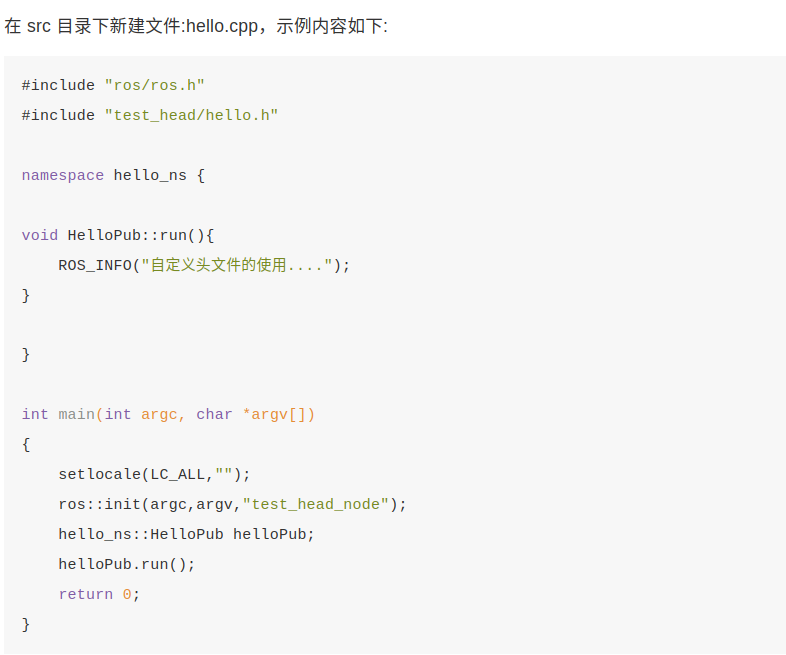 在 src 目录下新建文件:hello.cpp，示例内容如下:
#include "ros/ros.h"
#include "test_head/hello.h"
namespace hello_ns {
void HelloPub::run(){
    ROS_INFO("自定义头文件的使用....");
}
}
int main(int argc, char *argv[])
{
    setlocale(LC_ALL,"");
    ros::init(argc,argv,"test_head_node");
    hello_ns::HelloPub helloPub;
    helloPub.run();
    return 0;
}